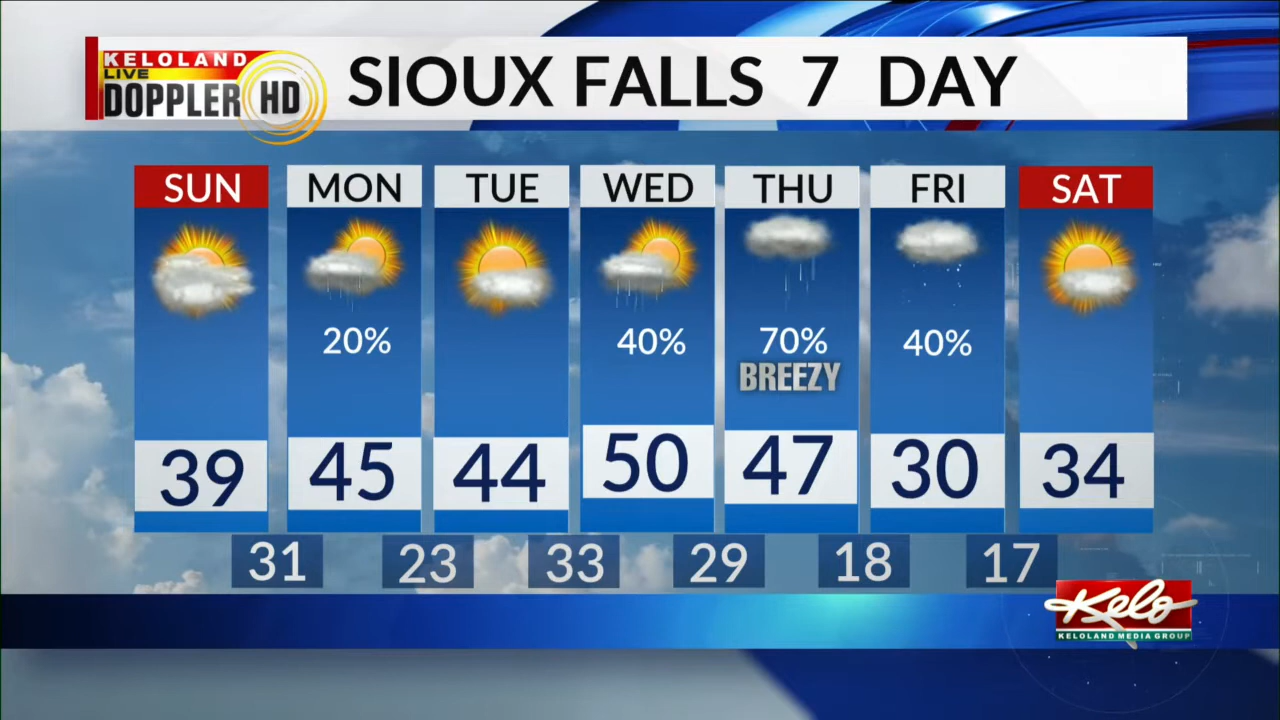 KELOLAND
LIVE
DOPPLER HD
SIOUX FALLS 7 DAY
SUN MON TUE WED THU FRI SAT
20% 40% 70% 40%
BREEZY
39 45 44 50 47 30 34
31 23 33 29 18 17
Kelo
KELOLAND MEDIA GROUP